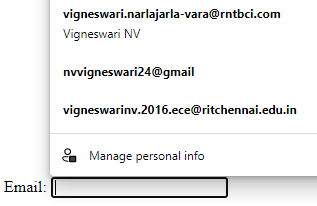 vigneswari.narlajarla-vara@rntbci.com
Vigneswari NV
nvvigneswari24@gmail
vigneswarinv.2016.ece@ritchennai.edu.in
Manage personal info
Email: